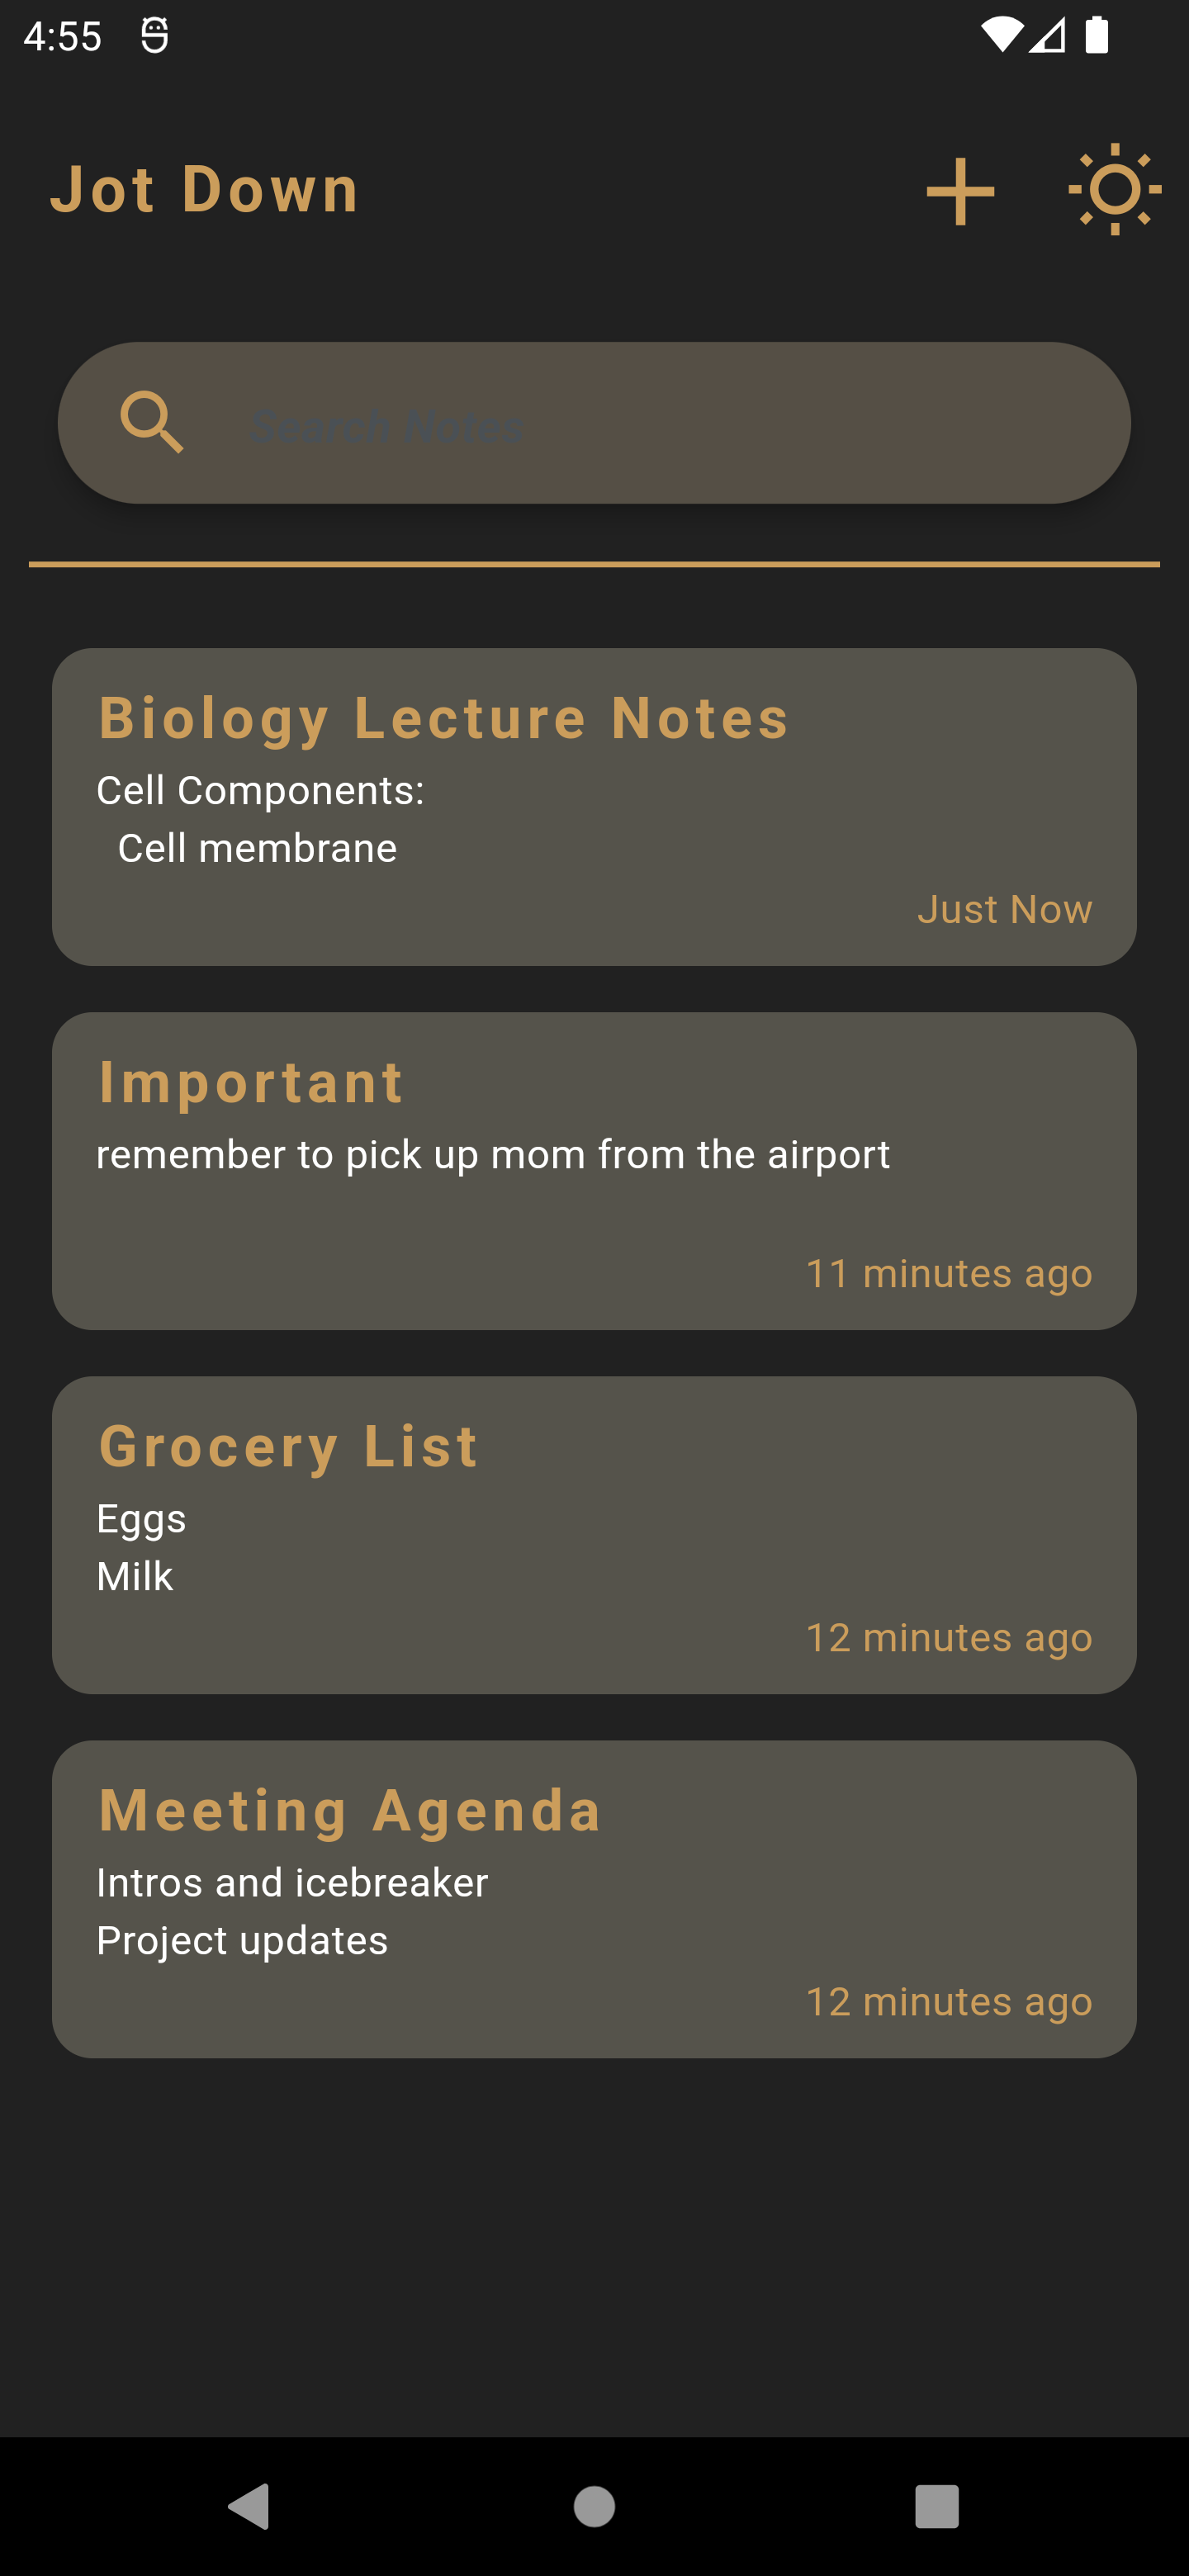 4:55
Jot Down
Search Notes
Biology Lecture Notes
Cell Components:
Cell membrane
Just Now
Important
remember to pick up mom from the airport
11 minutes ago
Grocery List
Eggs
Milk
12 minutes ago
Meeting Agenda
Intros and icebreaker
Project updates
12 minutes ago